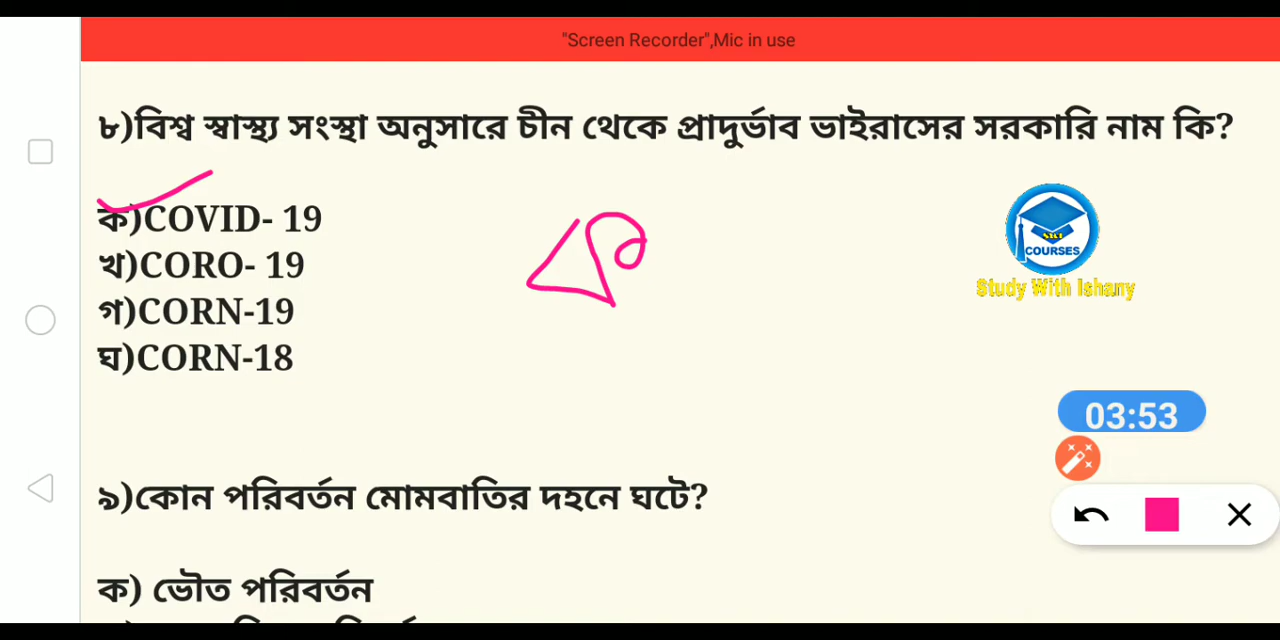 "Screen Recorder",Mic in use
৮)বিশ্ব স্বাস্থ্য সংস্থা অনুসারে চীন থেকে প্রাদুর্ভাব ভাইরাসের সরকারি নাম কি?
ক)COVID- 19
খ)CORO- 19
গ)CORN-19
ঘ)CORN-18
COURSES
Study With Ishany
03:53
৯)কোন পরিবর্তন মোমবাতির দহনে ঘটে?
ক) ভৌত পরিবর্তন